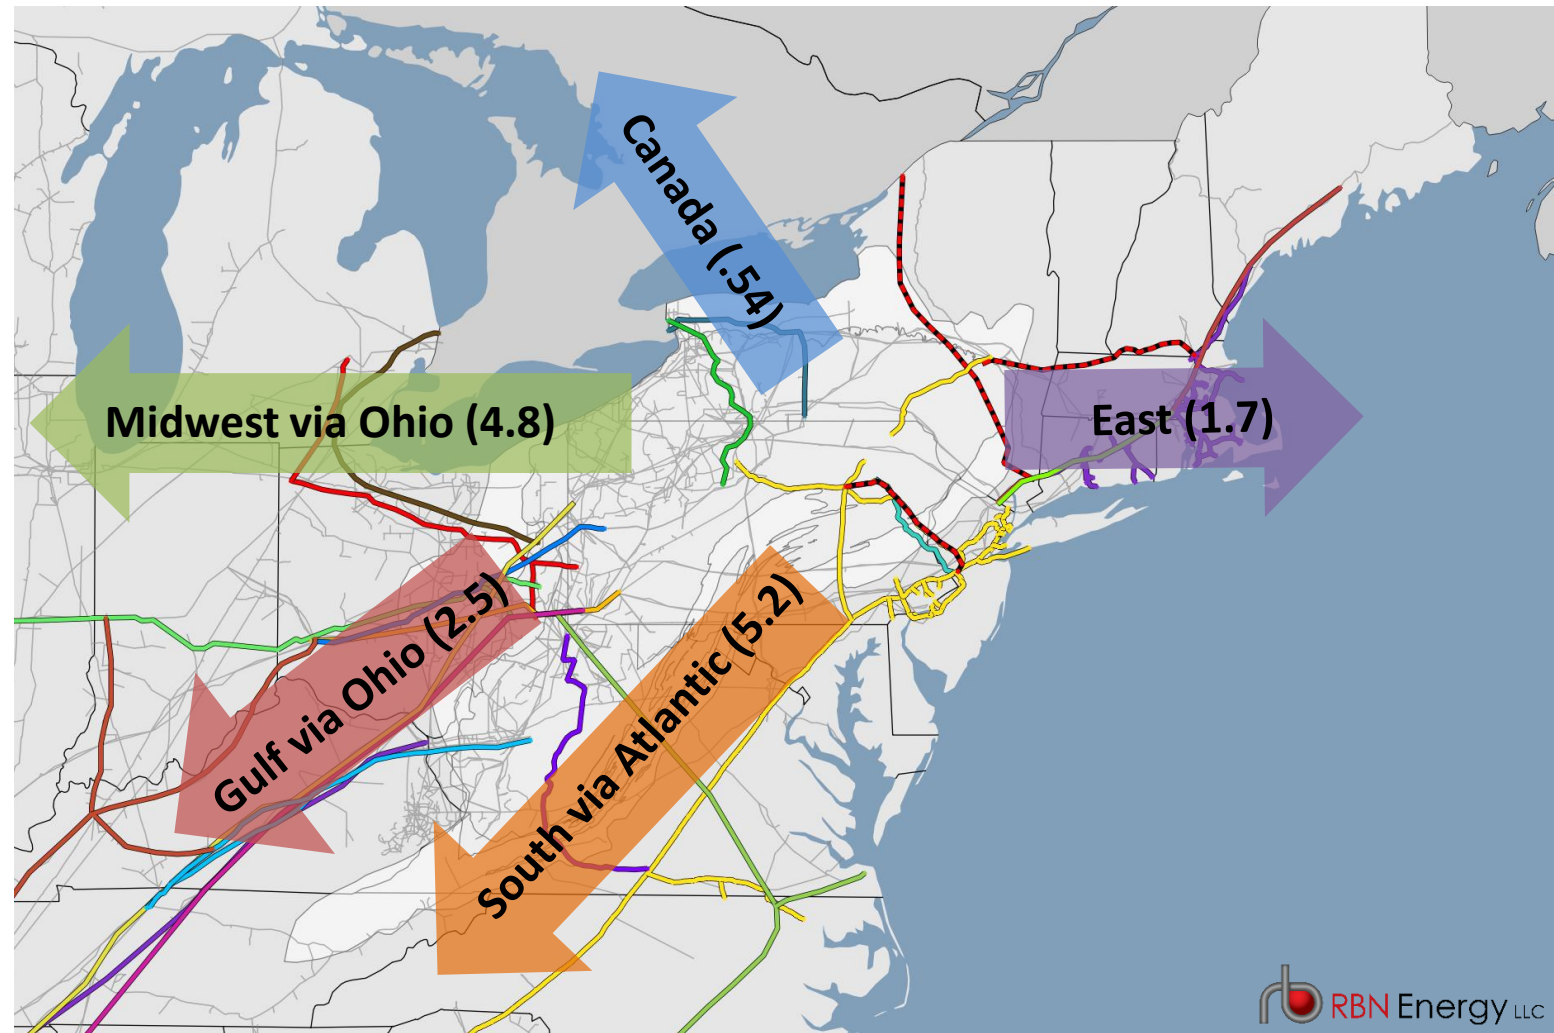 Canada (.54)
Midwest via Ohio (4.8)
East (1.7)
Gulf via Ohio (2.5)
South via Atlantic (5.2)
RBN Energy LLC